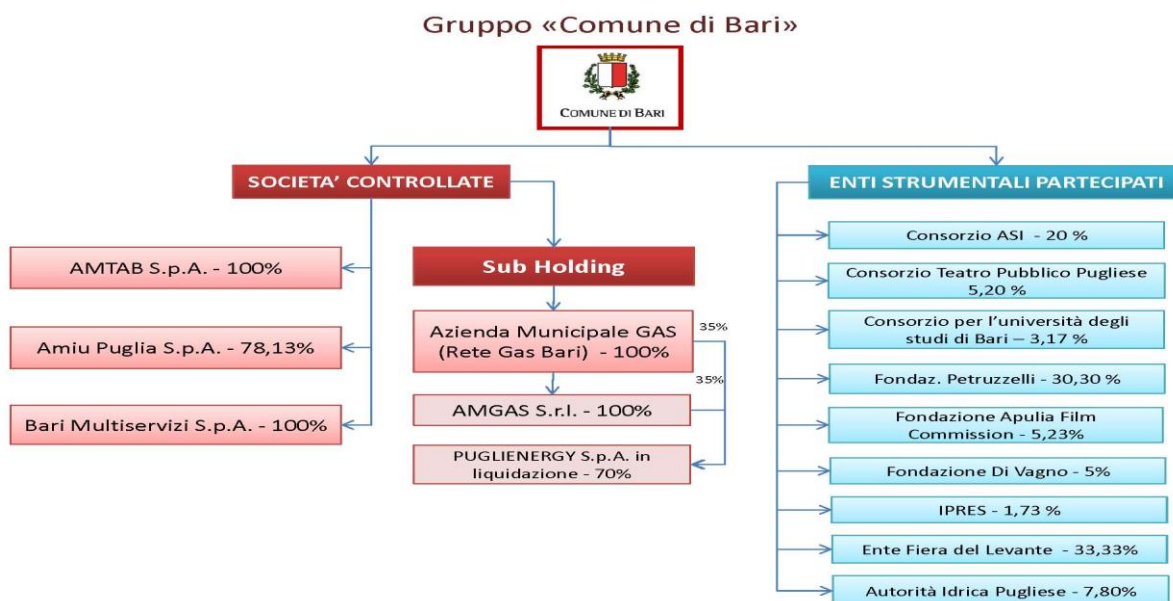 Gruppo «Comune di Bari»
COMUNE DI BARI
SOCIETA’ CONTROLLATE
AMTAB S.p.A. - 100%
Amiu Puglia S.p.A. - 78,13%
Bari Multiservizi S.p.A. - 100%
Sub Holding
Azienda Municipale GAS
(Rete Gas Bari) - 100%
35%
35%
AMGAS S.r.l. - 100%
PUGLIENERGY S.p.A. in
liquidazione - 70%
ENTI STRUMENTALI PARTECIPATI
Consorzio ASI - 20 %
Consorzio Teatro Pubblico Pugliese
5,20 %
Consorzio per l’università degli
studi di Bari – 3,17 %
Fondaz. Petruzzelli - 30,30 %
Fondazione Apulia Film
Commission - 5,23%
Fondazione Di Vagno - 5%
IPRES - 1,73 %
Ente Fiera del Levante - 33,33%
Autorità Idrica Pugliese - 7,80%